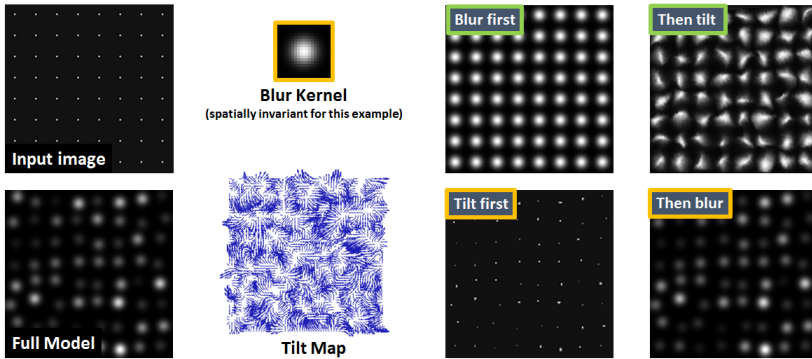 Input image
Blur Kernel
(spatially invariant for this example)
Blur first
Then tilt
Full Model
Tilt Map
Tilt first
Then blur